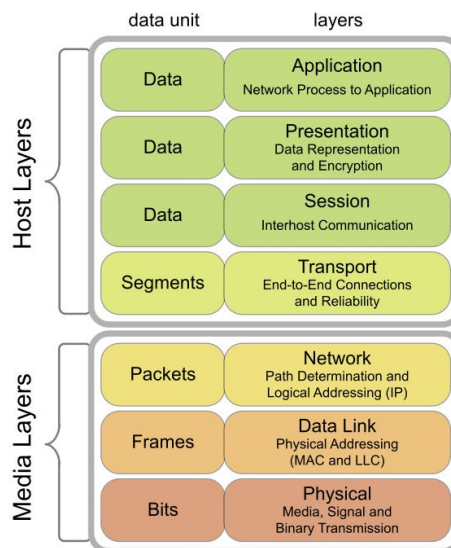 data unit layers
Host Layers
Data Application
Network Process to Application
Data Presentation
Data Representation
and Encryption
Data Session
Interhost Communication
Segments Transport
End-to-End Connections
and Reliability
Media Layers
Packets Network
Path Determination and
Logical Addressing (IP)
Frames Data Link
Physical Addressing
(MAC and LLC)
Bits Physical
Media, Signal and
Binary Transmission